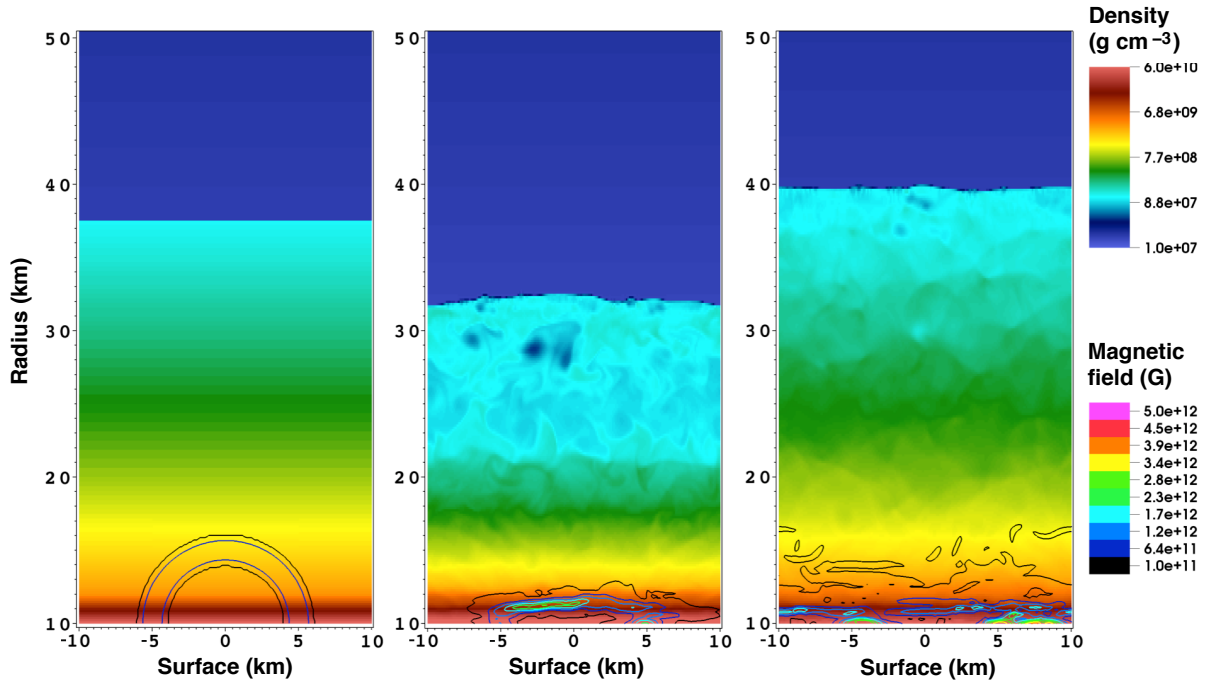 Density
(g cm⁻³)
6.0e+10
6.8e+09
7.7e+08
8.8e+07
1.0e+07
Magnetic
field (G)
5.0e+12
4.5e+12
3.9e+12
3.4e+12
2.8e+12
2.3e+12
1.7e+12
1.2e+12
6.4e+11
1.0e+11
Radius (km)
50
40
30
20
10
-10 -5 0 5 10
Surface (km)
50
40
30
20
10
-10 -5 0 5 10
Surface (km)
50
40
30
20
10
-10 -5 0 5 10
Surface (km)